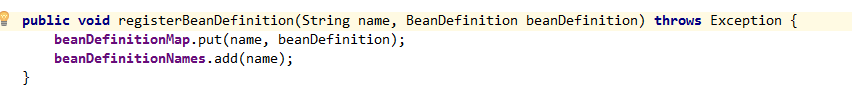 public void registerBeanDefinition(String name, BeanDefinition beanDefinition) throws Exception {
    beanDefinitionMap.put(name, beanDefinition);
    beanDefinitionNames.add(name);
}